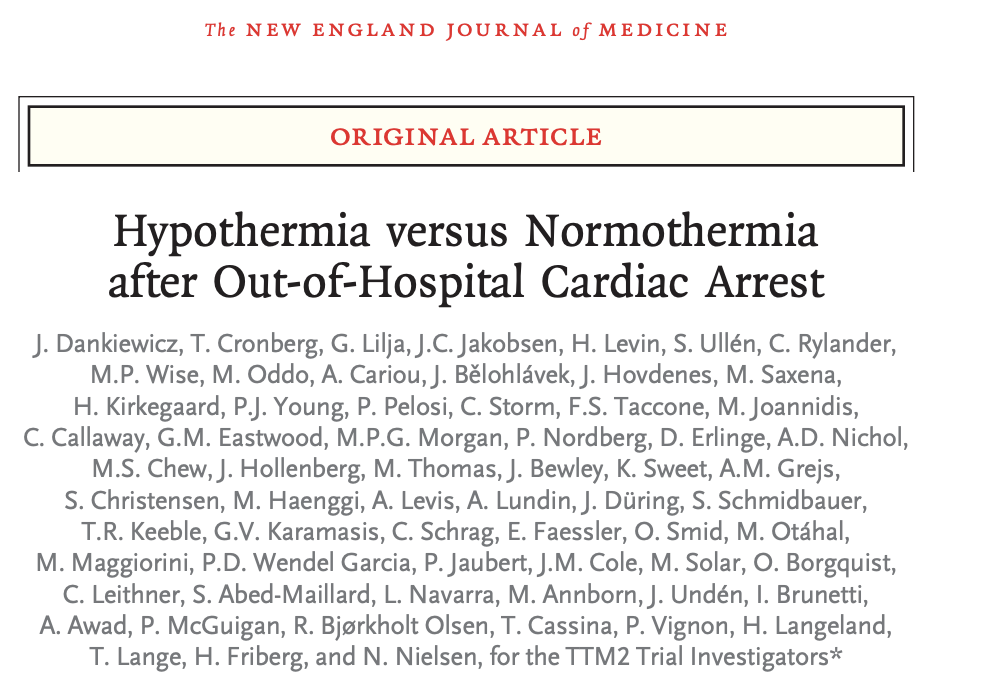 The NEW ENGLAND JOURNAL of MEDICINE
ORIGINAL ARTICLE
Hypothermia versus Normothermia
after Out-of-Hospital Cardiac Arrest
J. Dankiewicz, T. Cronberg, G. Lilja, J.C. Jakobsen, H. Levin, S. Ullén, C. Rylander,
M.P. Wise, M. Oddo, A. Cariou, J. Bělohlávek, J. Hovdenes, M. Saxena,
H. Kirkegaard, P.J. Young, P. Pelosi, C. Storm, F.S. Taccone, M. Joannidis,
C. Callaway, G.M. Eastwood, M.P.G. Morgan, P. Nordberg, D. Erlinge, A.D. Nichol,
M.S. Chew, J. Hollenberg, M. Thomas, J. Bewley, K. Sweet, A.M. Grejs,
S. Christensen, M. Haenggi, A. Levis, A. Lundin, J. Düring, S. Schmidbauer,
T.R. Keeble, G.V. Karamasis, C. Schrag, E. Faessler, O. Smid, M. Otáhal,
M. Maggiorini, P.D. Wendel Garcia, P. Jaubert, J.M. Cole, M. Solar, O. Borgquist,
C. Leithner, S. Abed-Maillard, L. Navarra, M. Annborn, J. Undén, I. Brunetti,
A. Awad, P. McGuigan, R. Bjørkholt Olsen, T. Cassina, P. Vignon, H. Langeland,
T. Lange, H. Friberg, and N. Nielsen, for the TTM2 Trial Investigators*